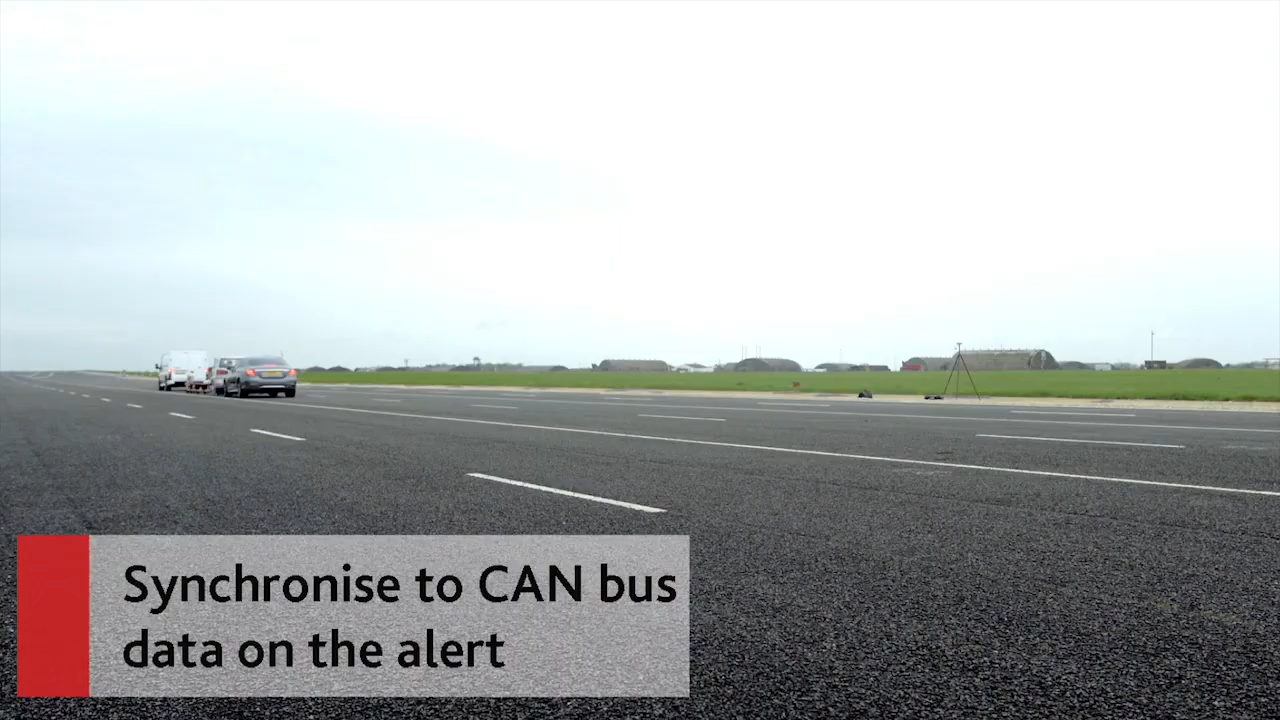 Synchronise to CAN bus
data on the alert